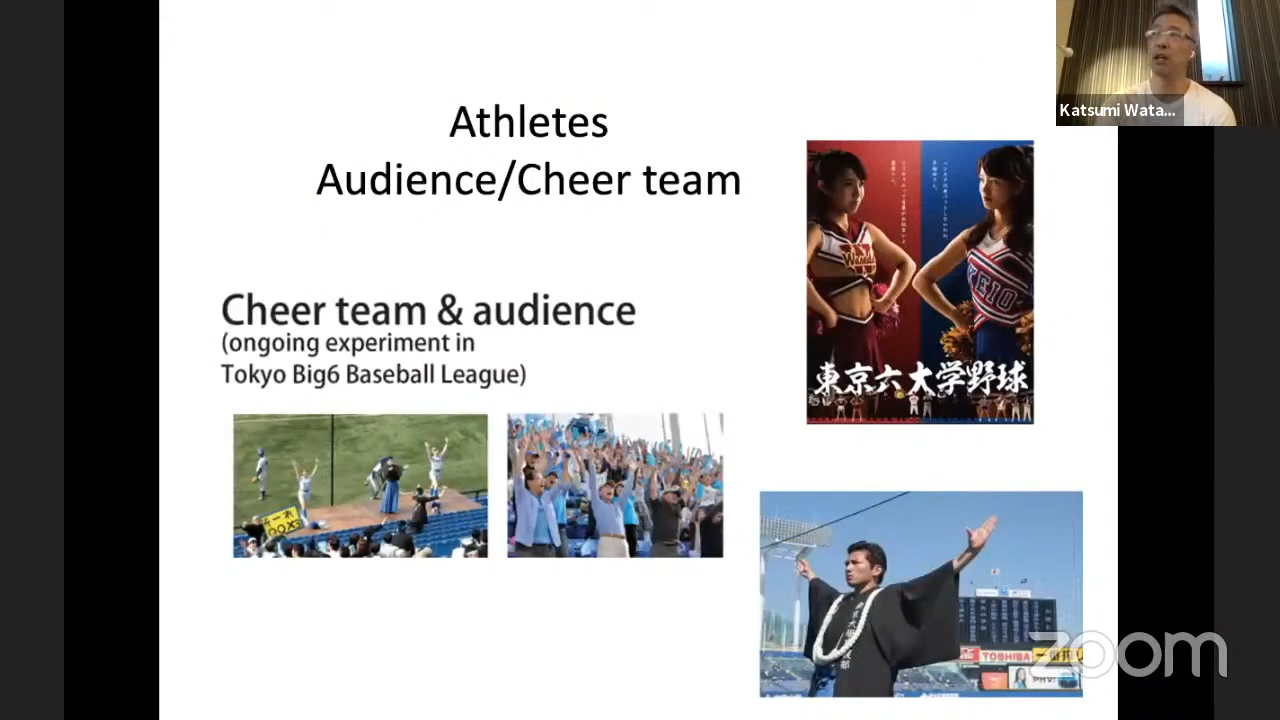 Athletes
Audience/Cheer team
Katsumi Wata...
Cheer team & audience
(ongoing experiment in
Tokyo Big6 Baseball League)
KEIO
東京六大学野球
TOSHIBA
zoom